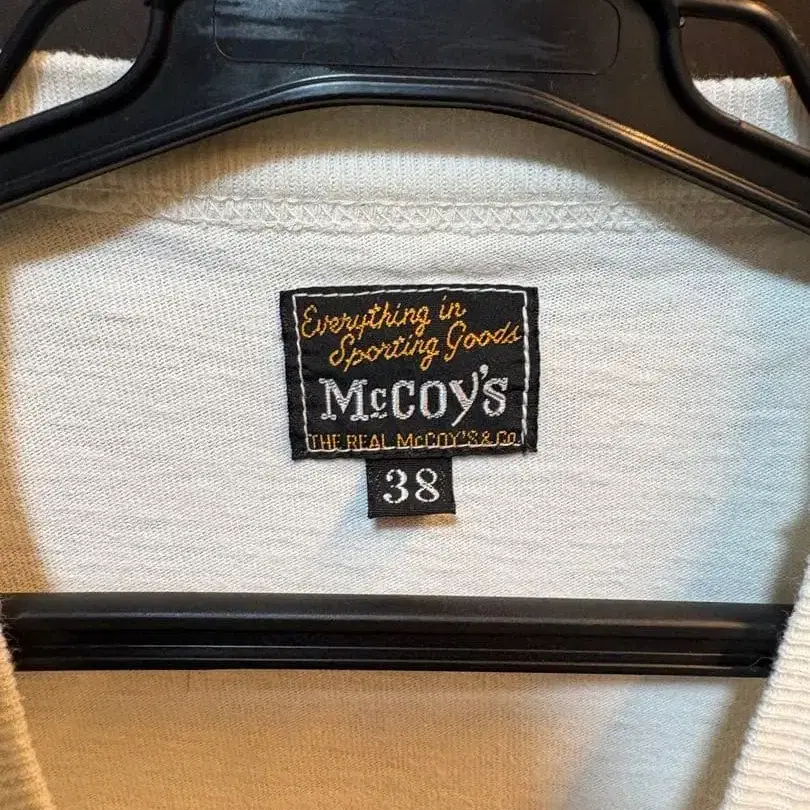 Everything in
Sporting Goods
McCOY'S
THE REAL McCOY'S & Co.
38